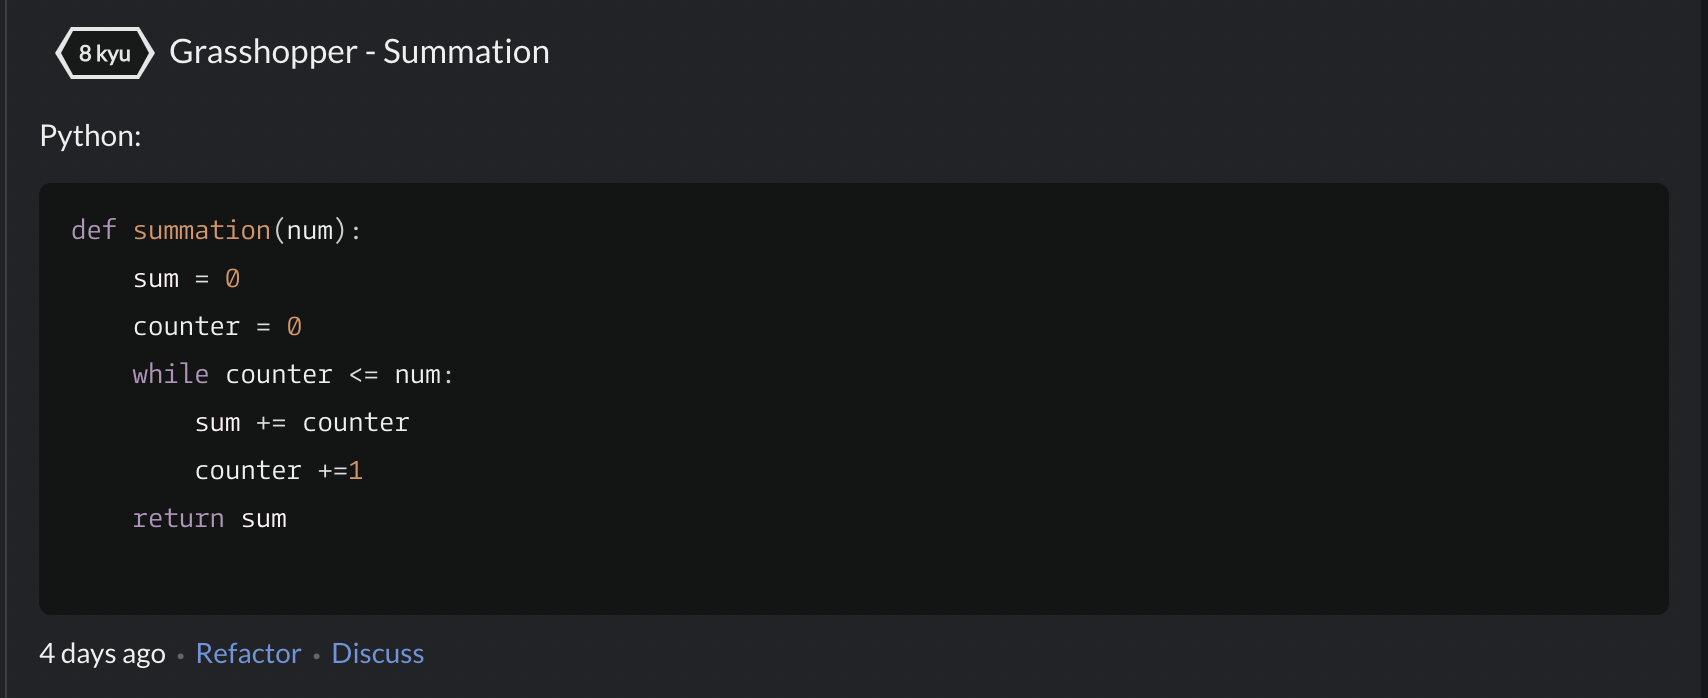 8 kyu Grasshopper - Summation
Python:
def summation(num):
    sum = 0
    counter = 0
    while counter <= num:
        sum += counter
        counter +=1
    return sum
4 days ago • Refactor • Discuss